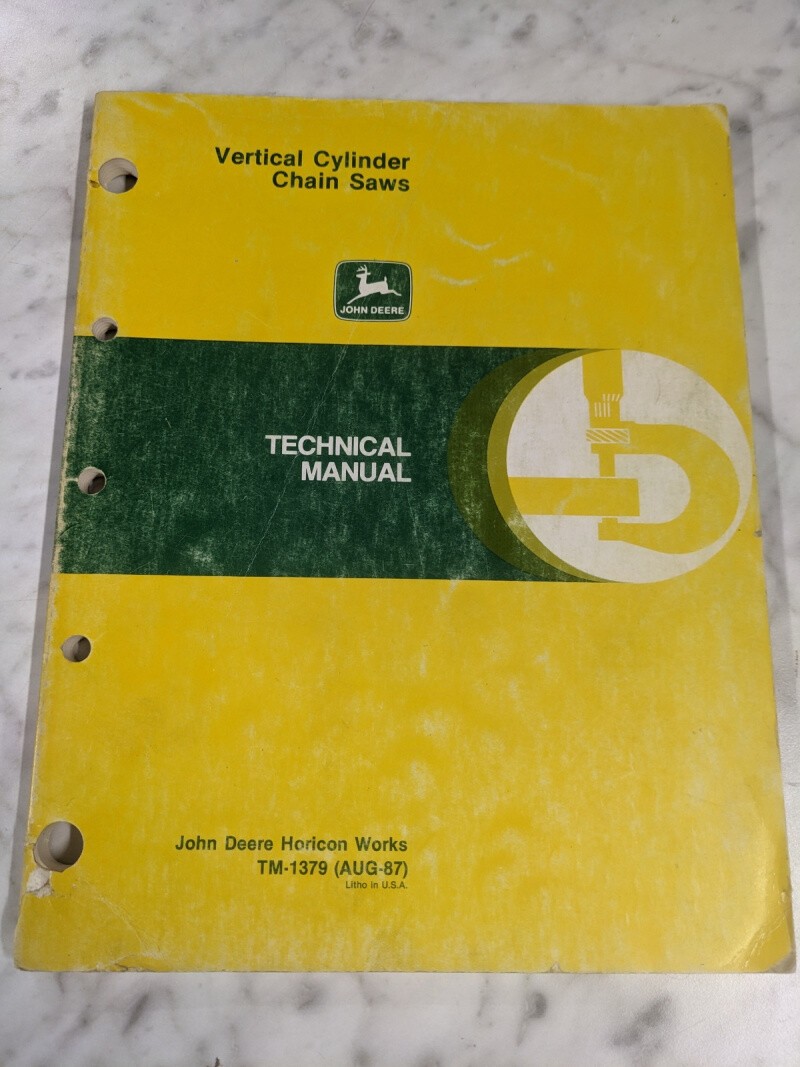 Vertical Cylinder
Chain Saws
JOHN DEERE
TECHNICAL
MANUAL
John Deere Horicon Works
TM-1379 (AUG-87)
Litho in U.S.A.